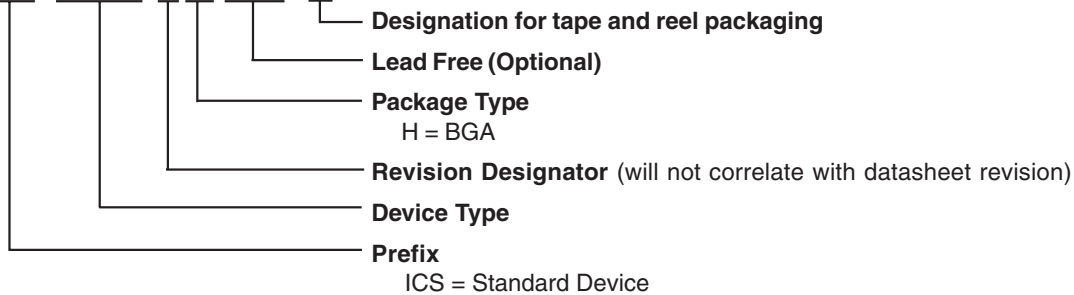 Designation for tape and reel packaging
Lead Free (Optional)
Package Type
H = BGA
Revision Designator (will not correlate with datasheet revision)
Device Type
Prefix
ICS = Standard Device